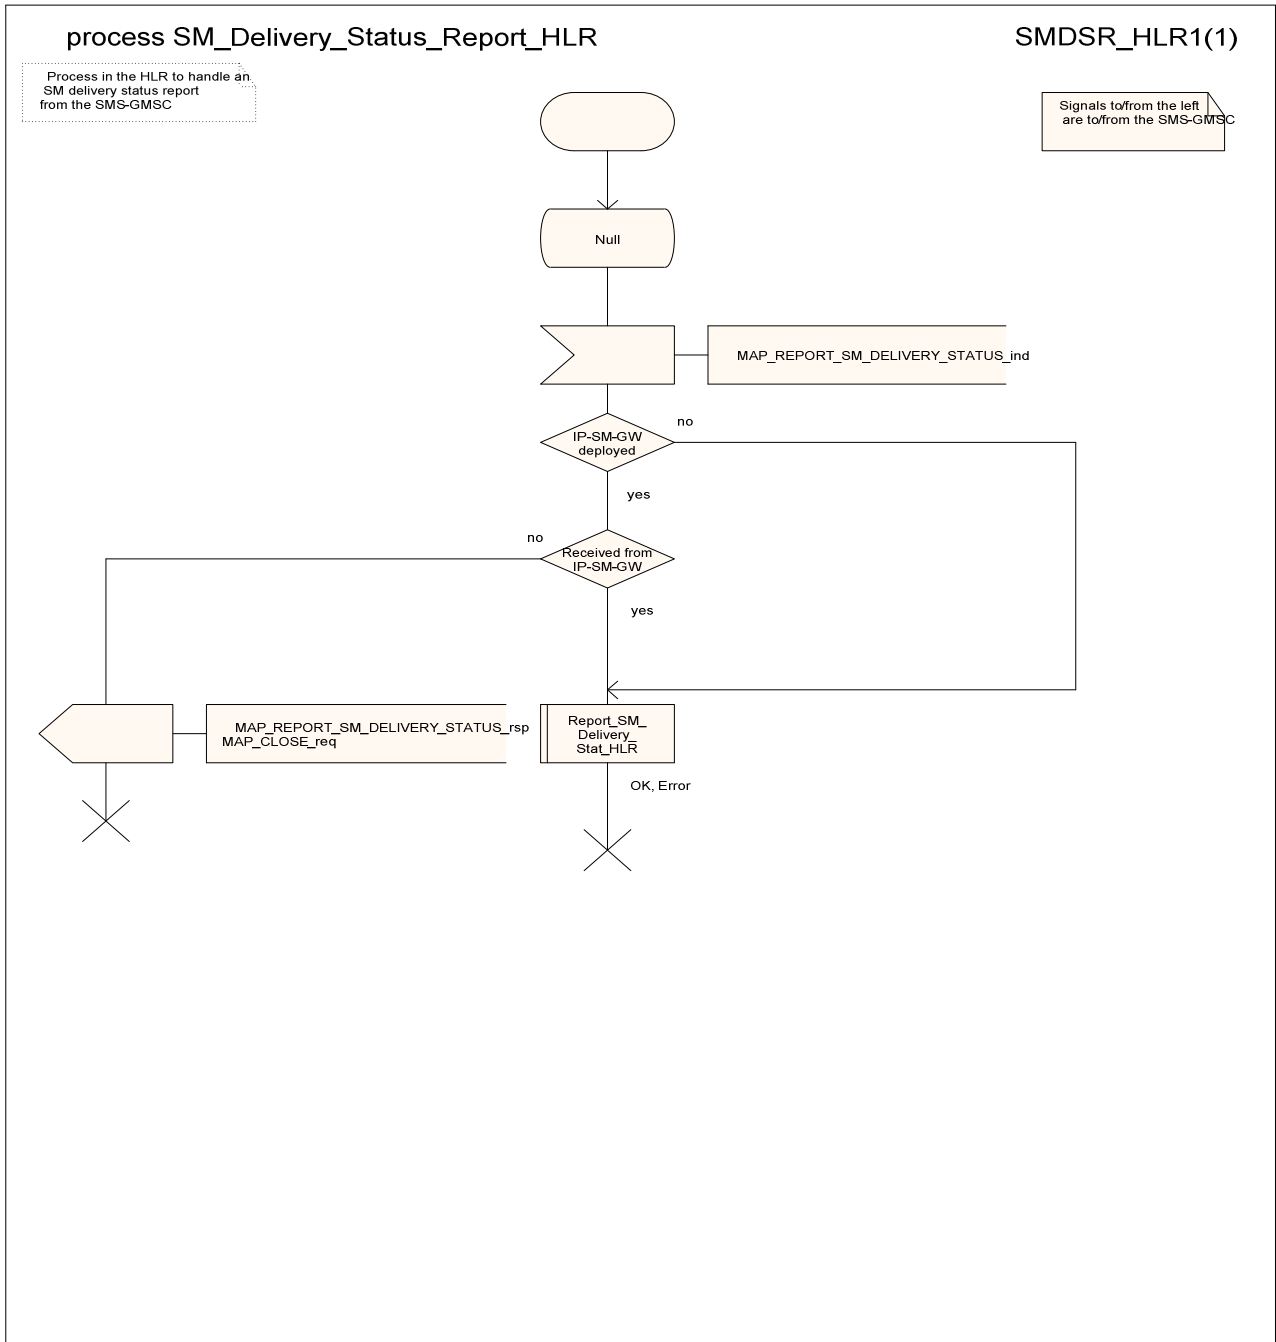 process SM_Delivery_Status_Report_HLR
SMDSR_HLR1(1)
Process in the HLR to handle an
SM delivery status report
from the SMS-GMSC
Signals to/from the left
are to/from the SMS-GMSC
Null
MAP_REPORT_SM_DELIVERY_STATUS_ind
no
IP-SM-GW
deployed
yes
no
Received from
IP-SM-GW
yes
MAP_REPORT_SM_DELIVERY_STATUS_rsp
MAP_CLOSE_req
Report_SM_
Delivery_
Stat_HLR
OK, Error